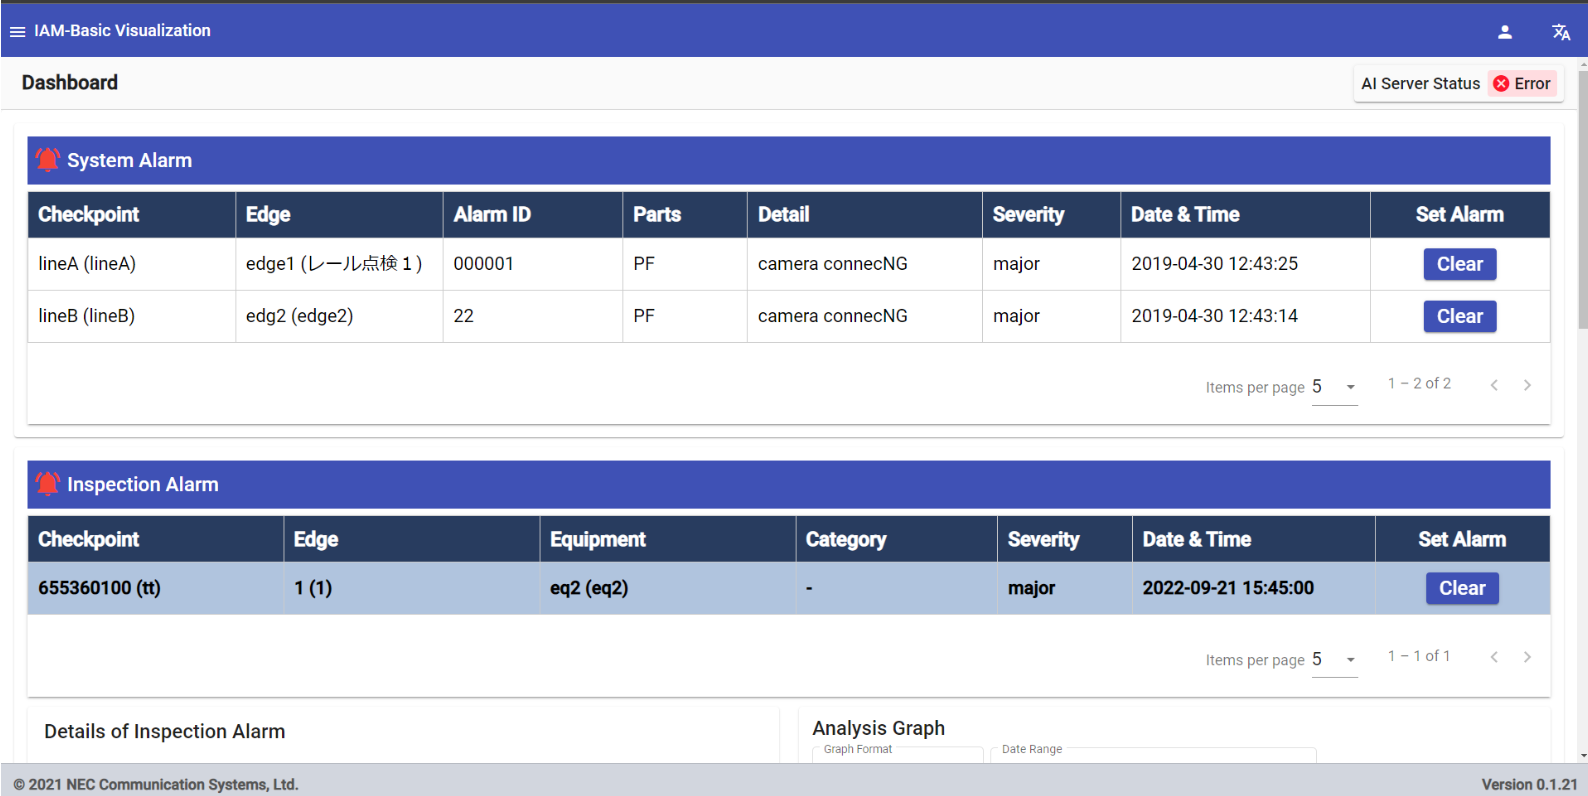 IAM-Basic Visualization
Dashboard
AI Server Status Error
System Alarm
Checkpoint Edge Alarm ID Parts Detail Severity Date & Time Set Alarm
lineA (lineA) edge1 (レール点検１) 000001 PF camera connecNG major 2019-04-30 12:43:25 Clear
lineB (lineB) edg2 (edge2) 22 PF camera connecNG major 2019-04-30 12:43:14 Clear
Items per page 5 1 – 2 of 2
Inspection Alarm
Checkpoint Edge Equipment Category Severity Date & Time Set Alarm
655360100 (tt) 1 (1) eq2 (eq2) - major 2022-09-21 15:45:00 Clear
Items per page 5 1 – 1 of 1
Details of Inspection Alarm
Analysis Graph
Graph Format Date Range
© 2021 NEC Communication Systems, Ltd. Version 0.1.21